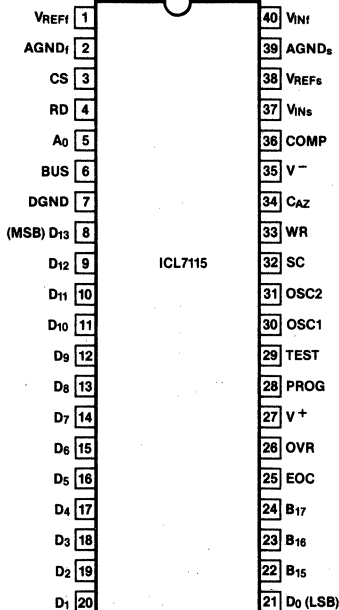 VREFf 1 40 VINf
AGNDf 2 39 AGNDs
CS 3 38 VREFs
RD 4 37 VINs
A0 5 36 COMP
BUS 6 35 V−
DGND 7 34 CAZ
(MSB) D13 8 33 WR
D12 9 ICL7115 32 SC
D11 10 31 OSC2
D10 11 30 OSC1
D9 12 29 TEST
D8 13 28 PROG
D7 14 27 V+
D6 15 26 OVR
D5 16 25 EOC
D4 17 24 B17
D3 18 23 B16
D2 19 22 B15
D1 20 21 D0 (LSB)